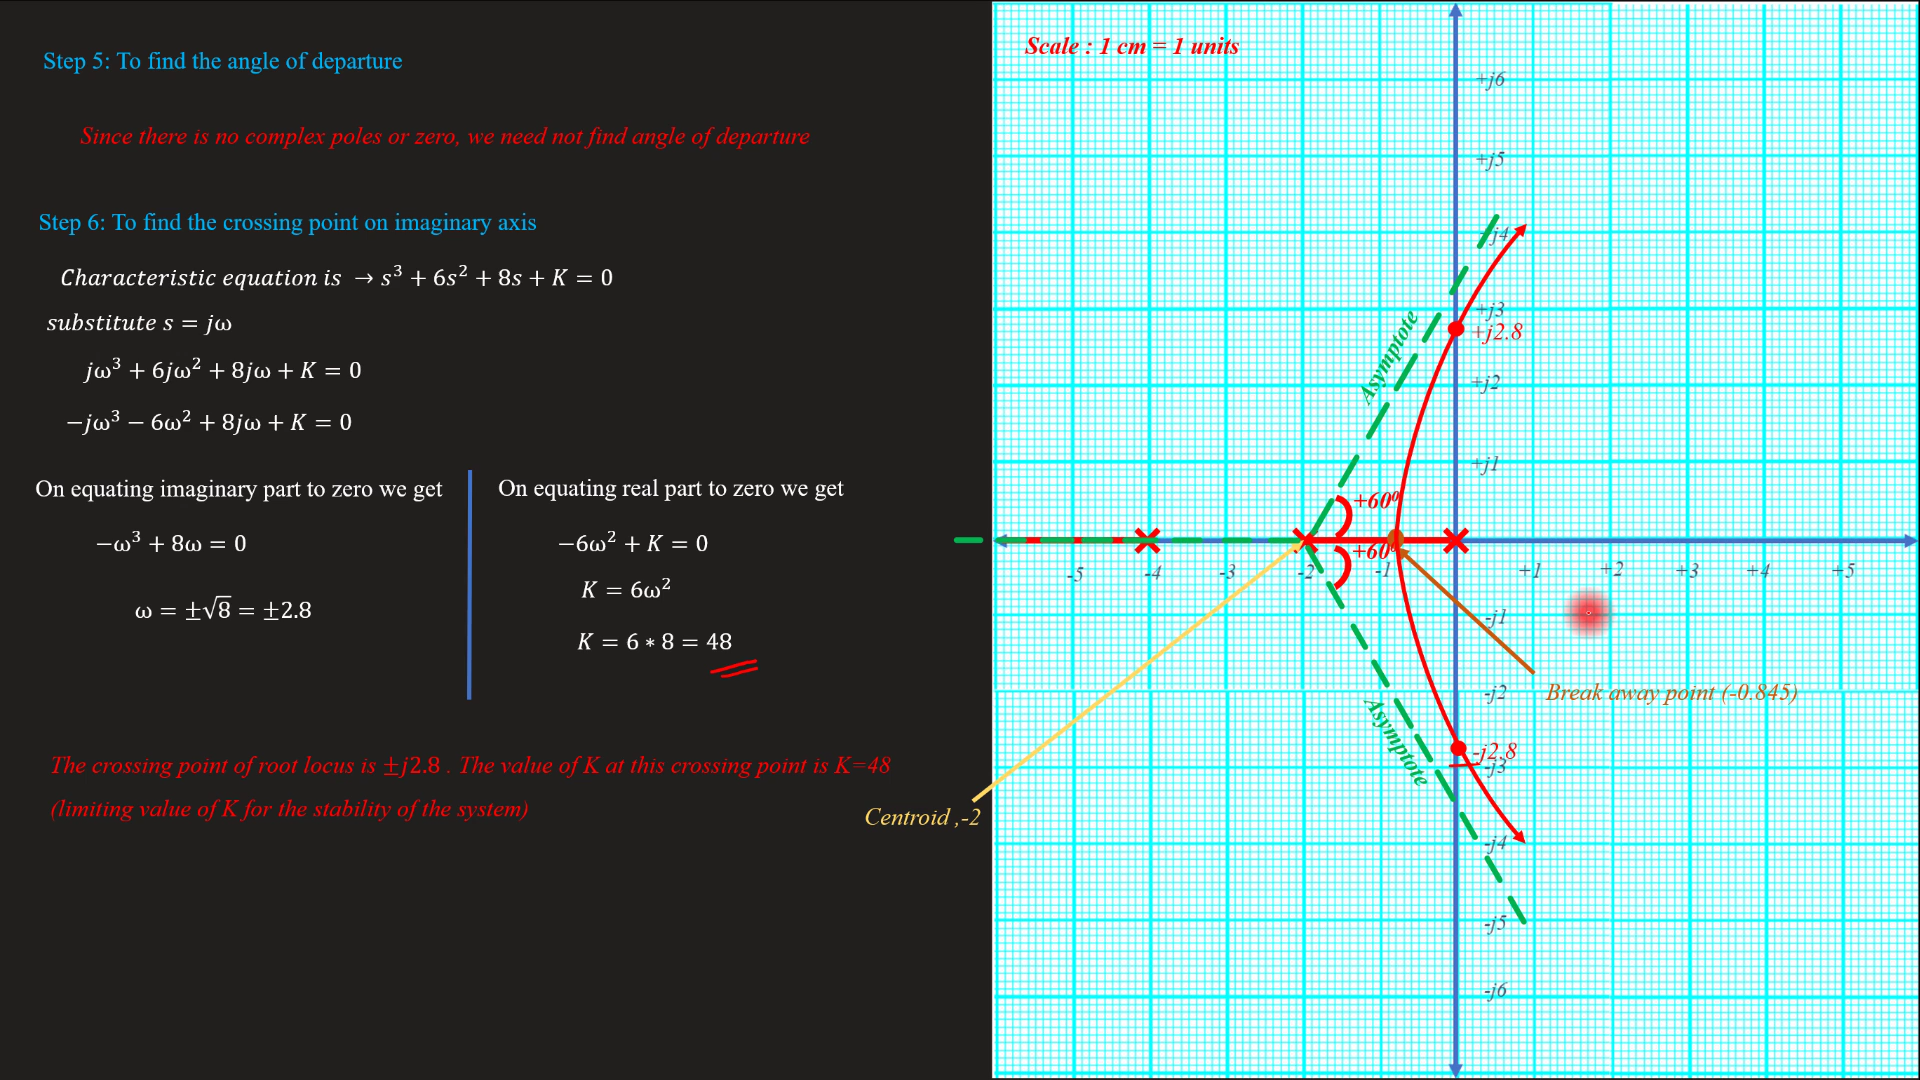 Step 5: To find the angle of departure
Since there is no complex poles or zero, we need not find angle of departure
Step 6: To find the crossing point on imaginary axis
Characteristic equation is → s³ + 6s² + 8s + K = 0
substitute s = jω
jω³ + 6jω² + 8jω + K = 0
−jω³ − 6ω² + 8jω + K = 0
On equating imaginary part to zero we get
−ω³ + 8ω = 0
ω = ±√8 = ±2.8
On equating real part to zero we get
−6ω² + K = 0
K = 6ω²
K = 6 ∗ 8 = 48
The crossing point of root locus is ±j2.8 . The value of K at this crossing point is K=48
(limiting value of K for the stability of the system)
Centroid ,-2
Scale : 1 cm = 1 units
+j6
+j5
+j4
+j3
+j2.8
+j2
+j1
Asymptote
+60⁰
+60⁰
-5
-4
-3
-2
-1
+1
+2
+3
+4
+5
-j1
-j2
Break away point (-0.845)
Asymptote
-j2.8
-j3
-j4
-j5
-j6